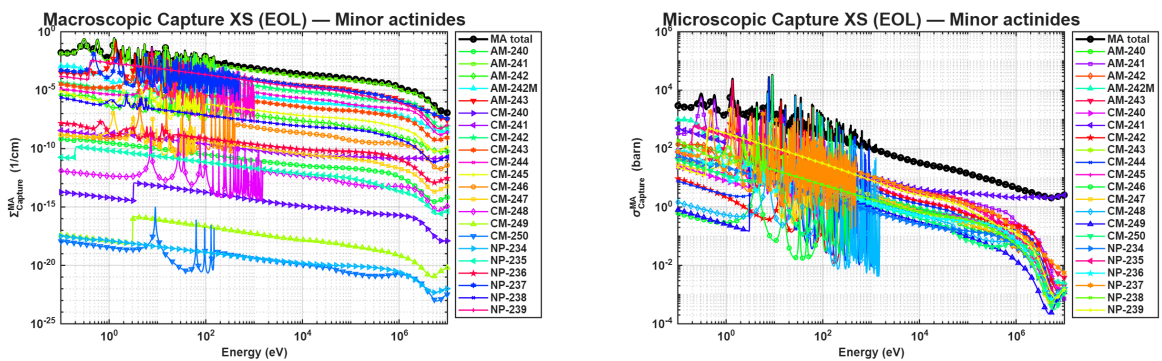 Macroscopic Capture XS (EOL) — Minor actinides
10^0
10^-5
10^-10
10^-15
10^-20
10^-25
Σ^MA_Capture (1/cm)
10^0
10^2
10^4
10^6
Energy (eV)
MA total
AM-240
AM-241
AM-242
AM-242M
AM-243
CM-240
CM-241
CM-242
CM-243
CM-244
CM-245
CM-246
CM-247
CM-248
CM-249
CM-250
NP-234
NP-235
NP-236
NP-237
NP-238
NP-239
Microscopic Capture XS (EOL) — Minor actinides
10^6
10^4
10^2
10^0
10^-2
10^-4
σ^MA_Capture (barn)
10^0
10^2
10^4
10^6
Energy (eV)
MA total
AM-240
AM-241
AM-242
AM-242M
AM-243
CM-240
CM-241
CM-242
CM-243
CM-244
CM-245
CM-246
CM-247
CM-248
CM-249
CM-250
NP-234
NP-235
NP-236
NP-237
NP-238
NP-239